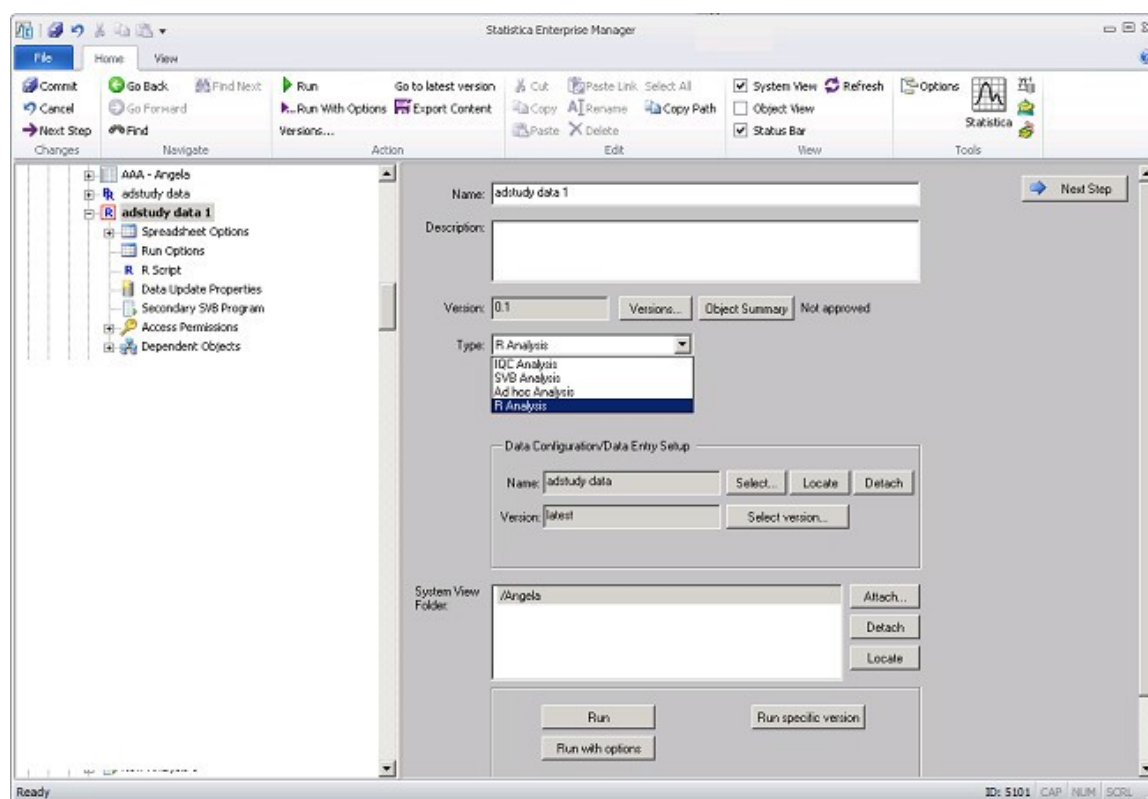 Statistica Enterprise Manager
File Home View
Commit Go Back Find Next Run Go to latest version Cut Paste Link Select All System View Refresh Options
Cancel Go Forward Run With Options Export Content Copy Rename Copy Path Object View Statistica
Next Step Find Versions... Paste Delete Status Bar
Changes Navigate Action Edit View Tools
AAA - Angela
adstudy data
adstudy data 1
Spreadsheet Options
Run Options
R Script
Data Update Properties
Secondary SVB Program
Access Permissions
Dependent Objects
Name: adstudy data 1
Next Step
Description:
Version: 0.1 Versions... Object Summary Not approved
Type: R Analysis
IQC Analysis
SVB Analysis
Ad hoc Analysis
R Analysis
Data Configuration/Data Entry Setup
Name: adstudy data Select... Locate Detach
Version: latest Select version...
System View Folder: /Angela Attach...
Detach
Locate
Run Run specific version
Run with options
Ready ID: 5101 CAP NUM SCRL